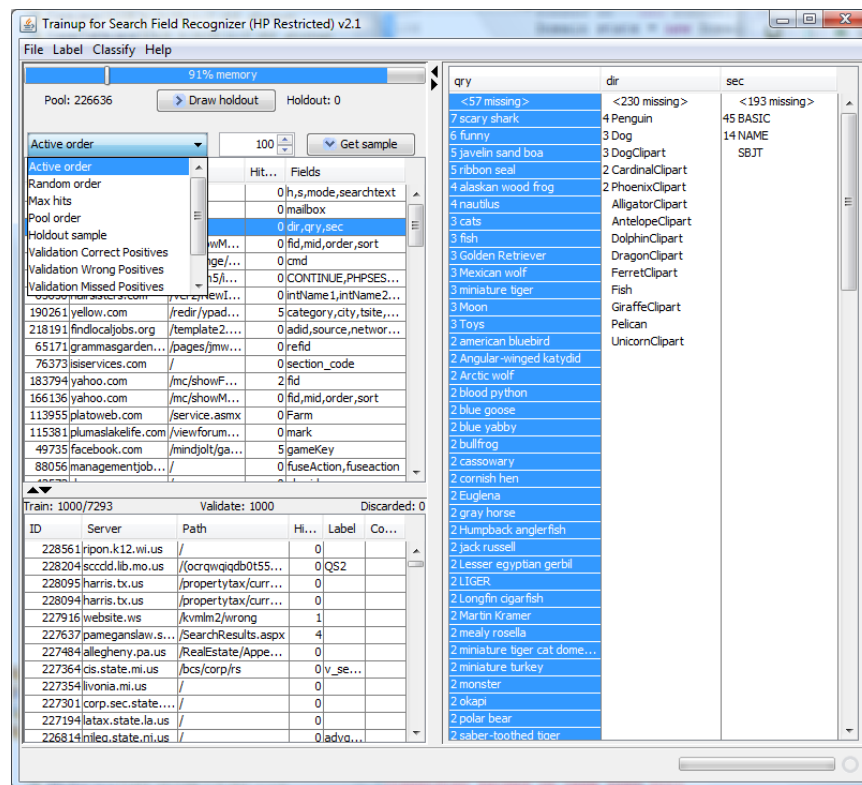 Trainup for Search Field Recognizer (HP Restricted) v2.1
File Label Classify Help
91% memory
Pool: 226636 Draw holdout Holdout: 0
Active order 100 Get sample
Active order
Random order
Max hits
Pool order
Holdout sample
Validation Correct Positives
Validation Wrong Positives
Validation Missed Positives
Hit... Fields
0 h,s,mode,searchtext
0 mailbox
0 dir,qry,sec
0 fid,mid,order,sort
0 cmd
0 CONTINUE,PHPSES...
0 intName1,intName2...
190261 yellow.com /redir/ypad... 5 category,city,tsite,...
218191 findlocaljobs.org /template2.... 0 adid,source,networ...
65171 grammasgarden... /pages/jmw... 0 refid
76373 isiservices.com / 0 section_code
183794 yahoo.com /mc/showF... 2 fid
166136 yahoo.com /mc/showM... 0 fid,mid,order,sort
113955 platoweb.com /service.asmx 0 Farm
115381 plumaslakelife.com /viewforum... 0 mark
49735 facebook.com /mindjolt/ga... 5 gameKey
88056 managementjob... / 0 fuseAction,fuseaction
Train: 1000/7293 Validate: 1000 Discarded: 0
ID Server Path Hi... Label Co...
228561 ripon.k12.wi.us / 0
228204 sccdd.lib.mo.us /(ocrqwqiqdb0t55... 0 QS2
228095 harris.tx.us /propertytax/curr... 0
228094 harris.tx.us /propertytax/curr... 0
227916 website.ws /kvmlm2/wrong 1
227637 pameganslaw.s... /SearchResults.aspx 4
227484 allegheny.pa.us /RealEstate/Appe... 0
227364 cis.state.mi.us /bcs/corp/rs 0 v_se...
227354 livonia.mi.us / 0
227301 corp.sec.state.... / 0
227194 latax.state.la.us / 0
226814 njleg.state.nj.us / 0 advq...
qry dir sec
<57 missing> <230 missing> <193 missing>
7 scary shark 4 Penguin 45 BASIC
6 funny 3 Dog 14 NAME
5 javelin sand boa 3 DogClipart SBJT
5 ribbon seal 2 CardinalClipart
4 alaskan wood frog 2 PhoenixClipart
4 nautilus AlligatorClipart
3 cats AntelopeClipart
3 fish DolphinClipart
3 Golden Retriever DragonClipart
3 Mexican wolf FerretClipart
3 miniature tiger Fish
3 Moon GiraffeClipart
3 Toys Pelican
2 american bluebird UnicornClipart
2 Angular-winged katydid
2 Arctic wolf
2 blood python
2 blue goose
2 blue yabby
2 bullfrog
2 cassowary
2 cornish hen
2 Euglena
2 gray horse
2 Humpback anglerfish
2 jack russell
2 Lesser egyptian gerbil
2 LIGER
2 Longfin cigarfish
2 Martin Kramer
2 mealy rosella
2 miniature tiger cat dome...
2 miniature turkey
2 monster
2 okapi
2 polar bear
2 saber-toothed tiger